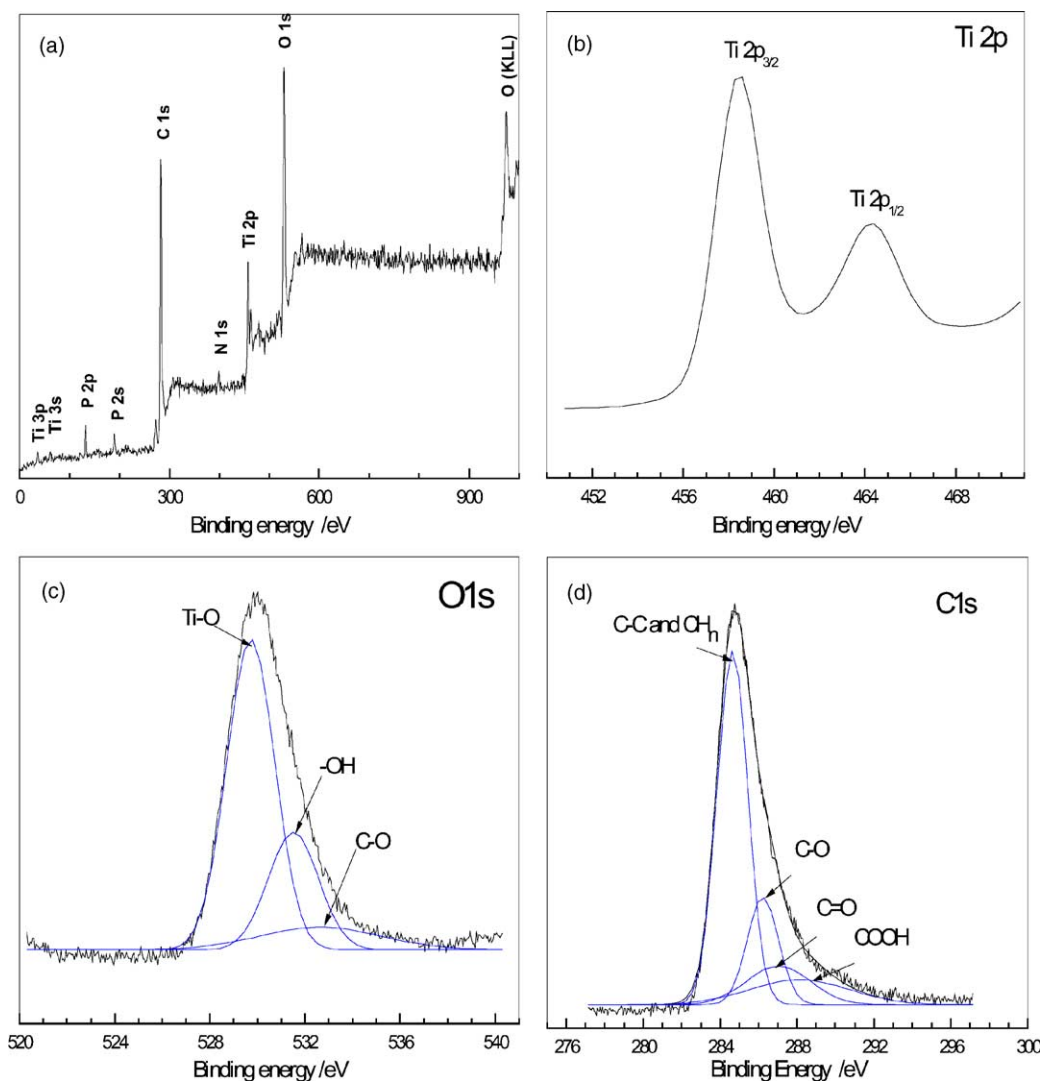 (a)
Ti 3p
Ti 3s
P 2p
P 2s
C 1s
N 1s
Ti 2p
O 1s
O (KLL)
0 300 600 900
Binding energy /eV
(b)
Ti 2p
Ti 2p3/2
Ti 2p1/2
452 456 460 464 468
Binding energy /eV
(c)
O1s
Ti-O
-OH
C-O
520 524 528 532 536 540
Binding energy /eV
(d)
C1s
C-C and CHn
C-O
C=O
COOH
276 280 284 288 292 296 300
Binding Energy /eV